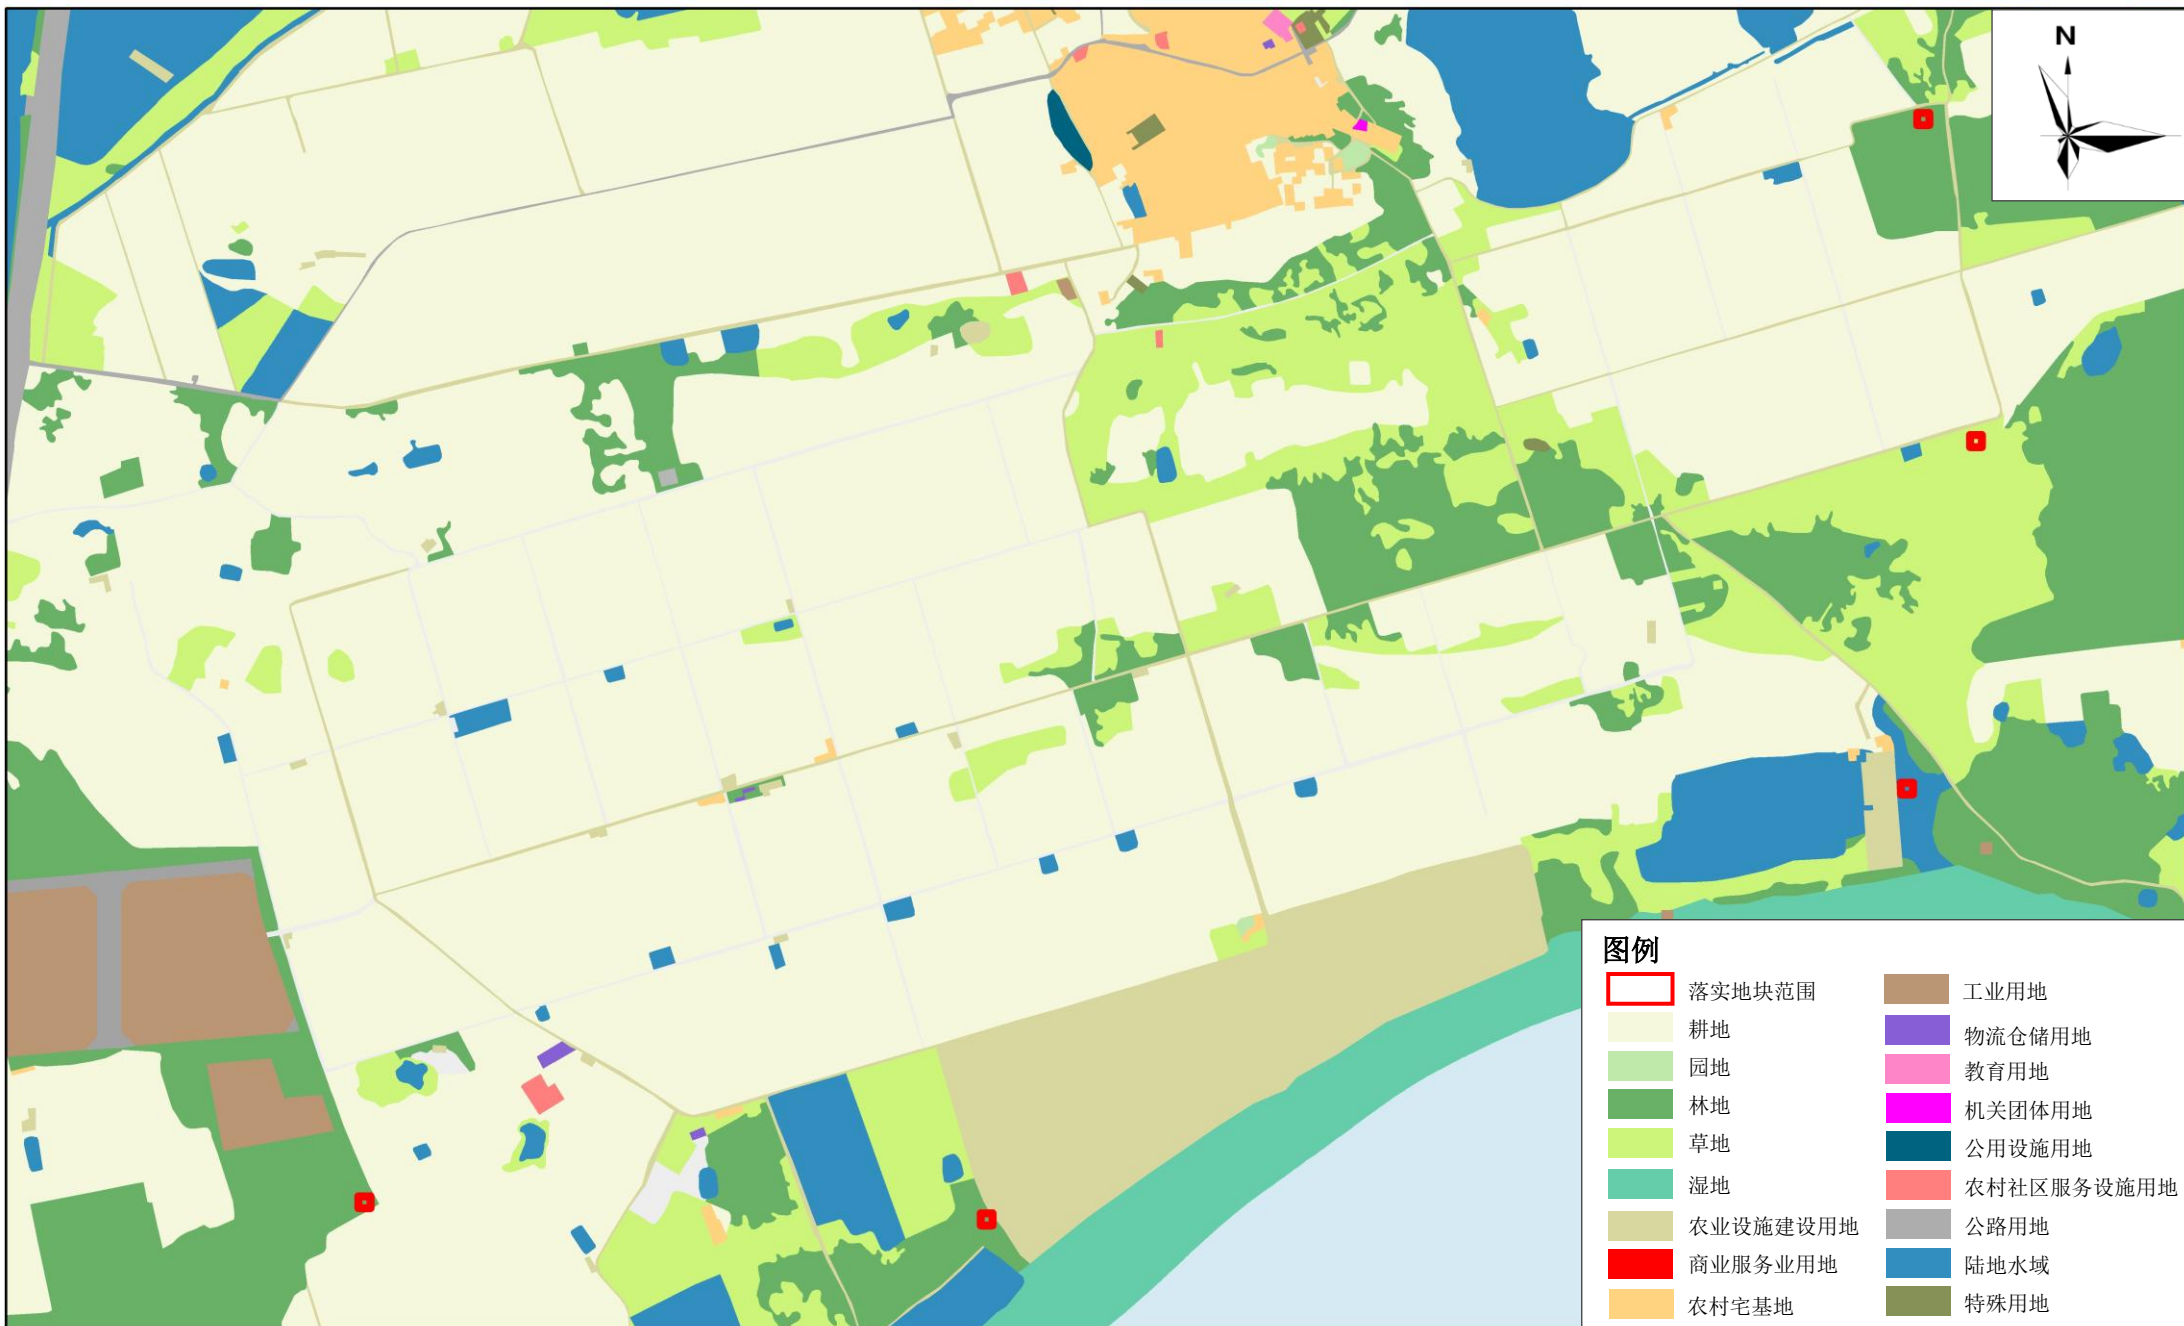 N
图例
落实地块范围
耕地
园地
林地
草地
湿地
农业设施建设用地
商业服务业用地
农村宅基地
工业用地
物流仓储用地
教育用地
机关团体用地
公用设施用地
农村社区服务设施用地
公路用地
陆地水域
特殊用地